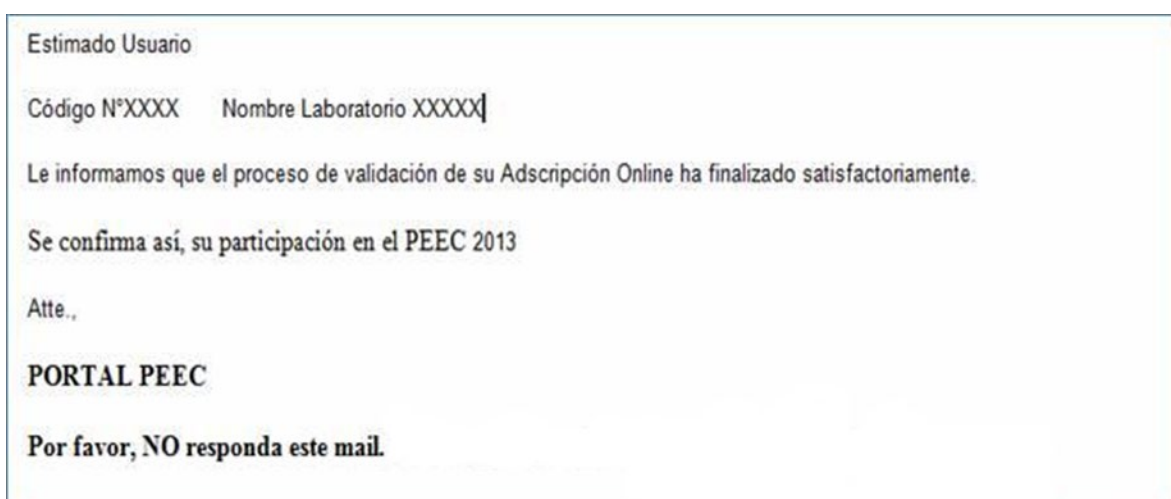 Estimado Usuario
Código N°XXXX Nombre Laboratorio XXXXX
Le informamos que el proceso de validación de su Adscripción Online ha finalizado satisfactoriamente.
Se confirma así, su participación en el PEEC 2013
Atte.,
PORTAL PEEC
Por favor, NO responda este mail.